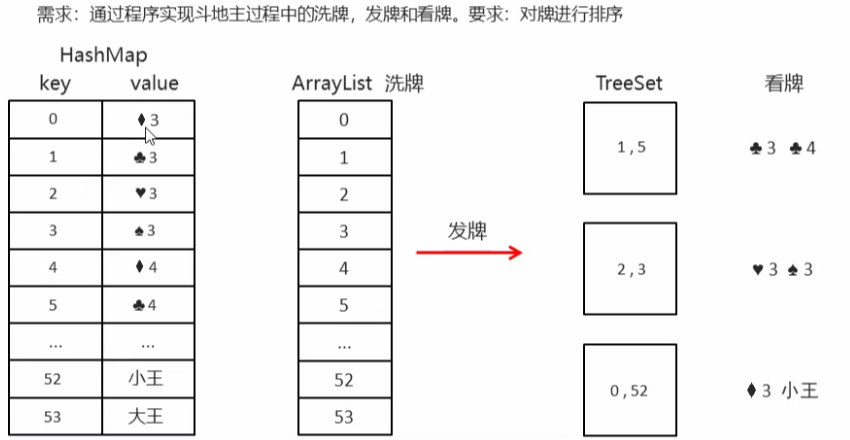 需求：通过程序实现斗地主过程中的洗牌，发牌和看牌。要求：对牌进行排序
HashMap
key value ArrayList 洗牌 TreeSet 看牌
0 ♦3 0
1 ♣3 1 1,5 ♣3 ♣4
2 ♥3 2
3 ♠3 3 发牌
4 ♦4 4 2,3 ♥3 ♠3
5 ♣4 5
... ... ...
52 小王 52 0,52 ♦3 小王
53 大王 53